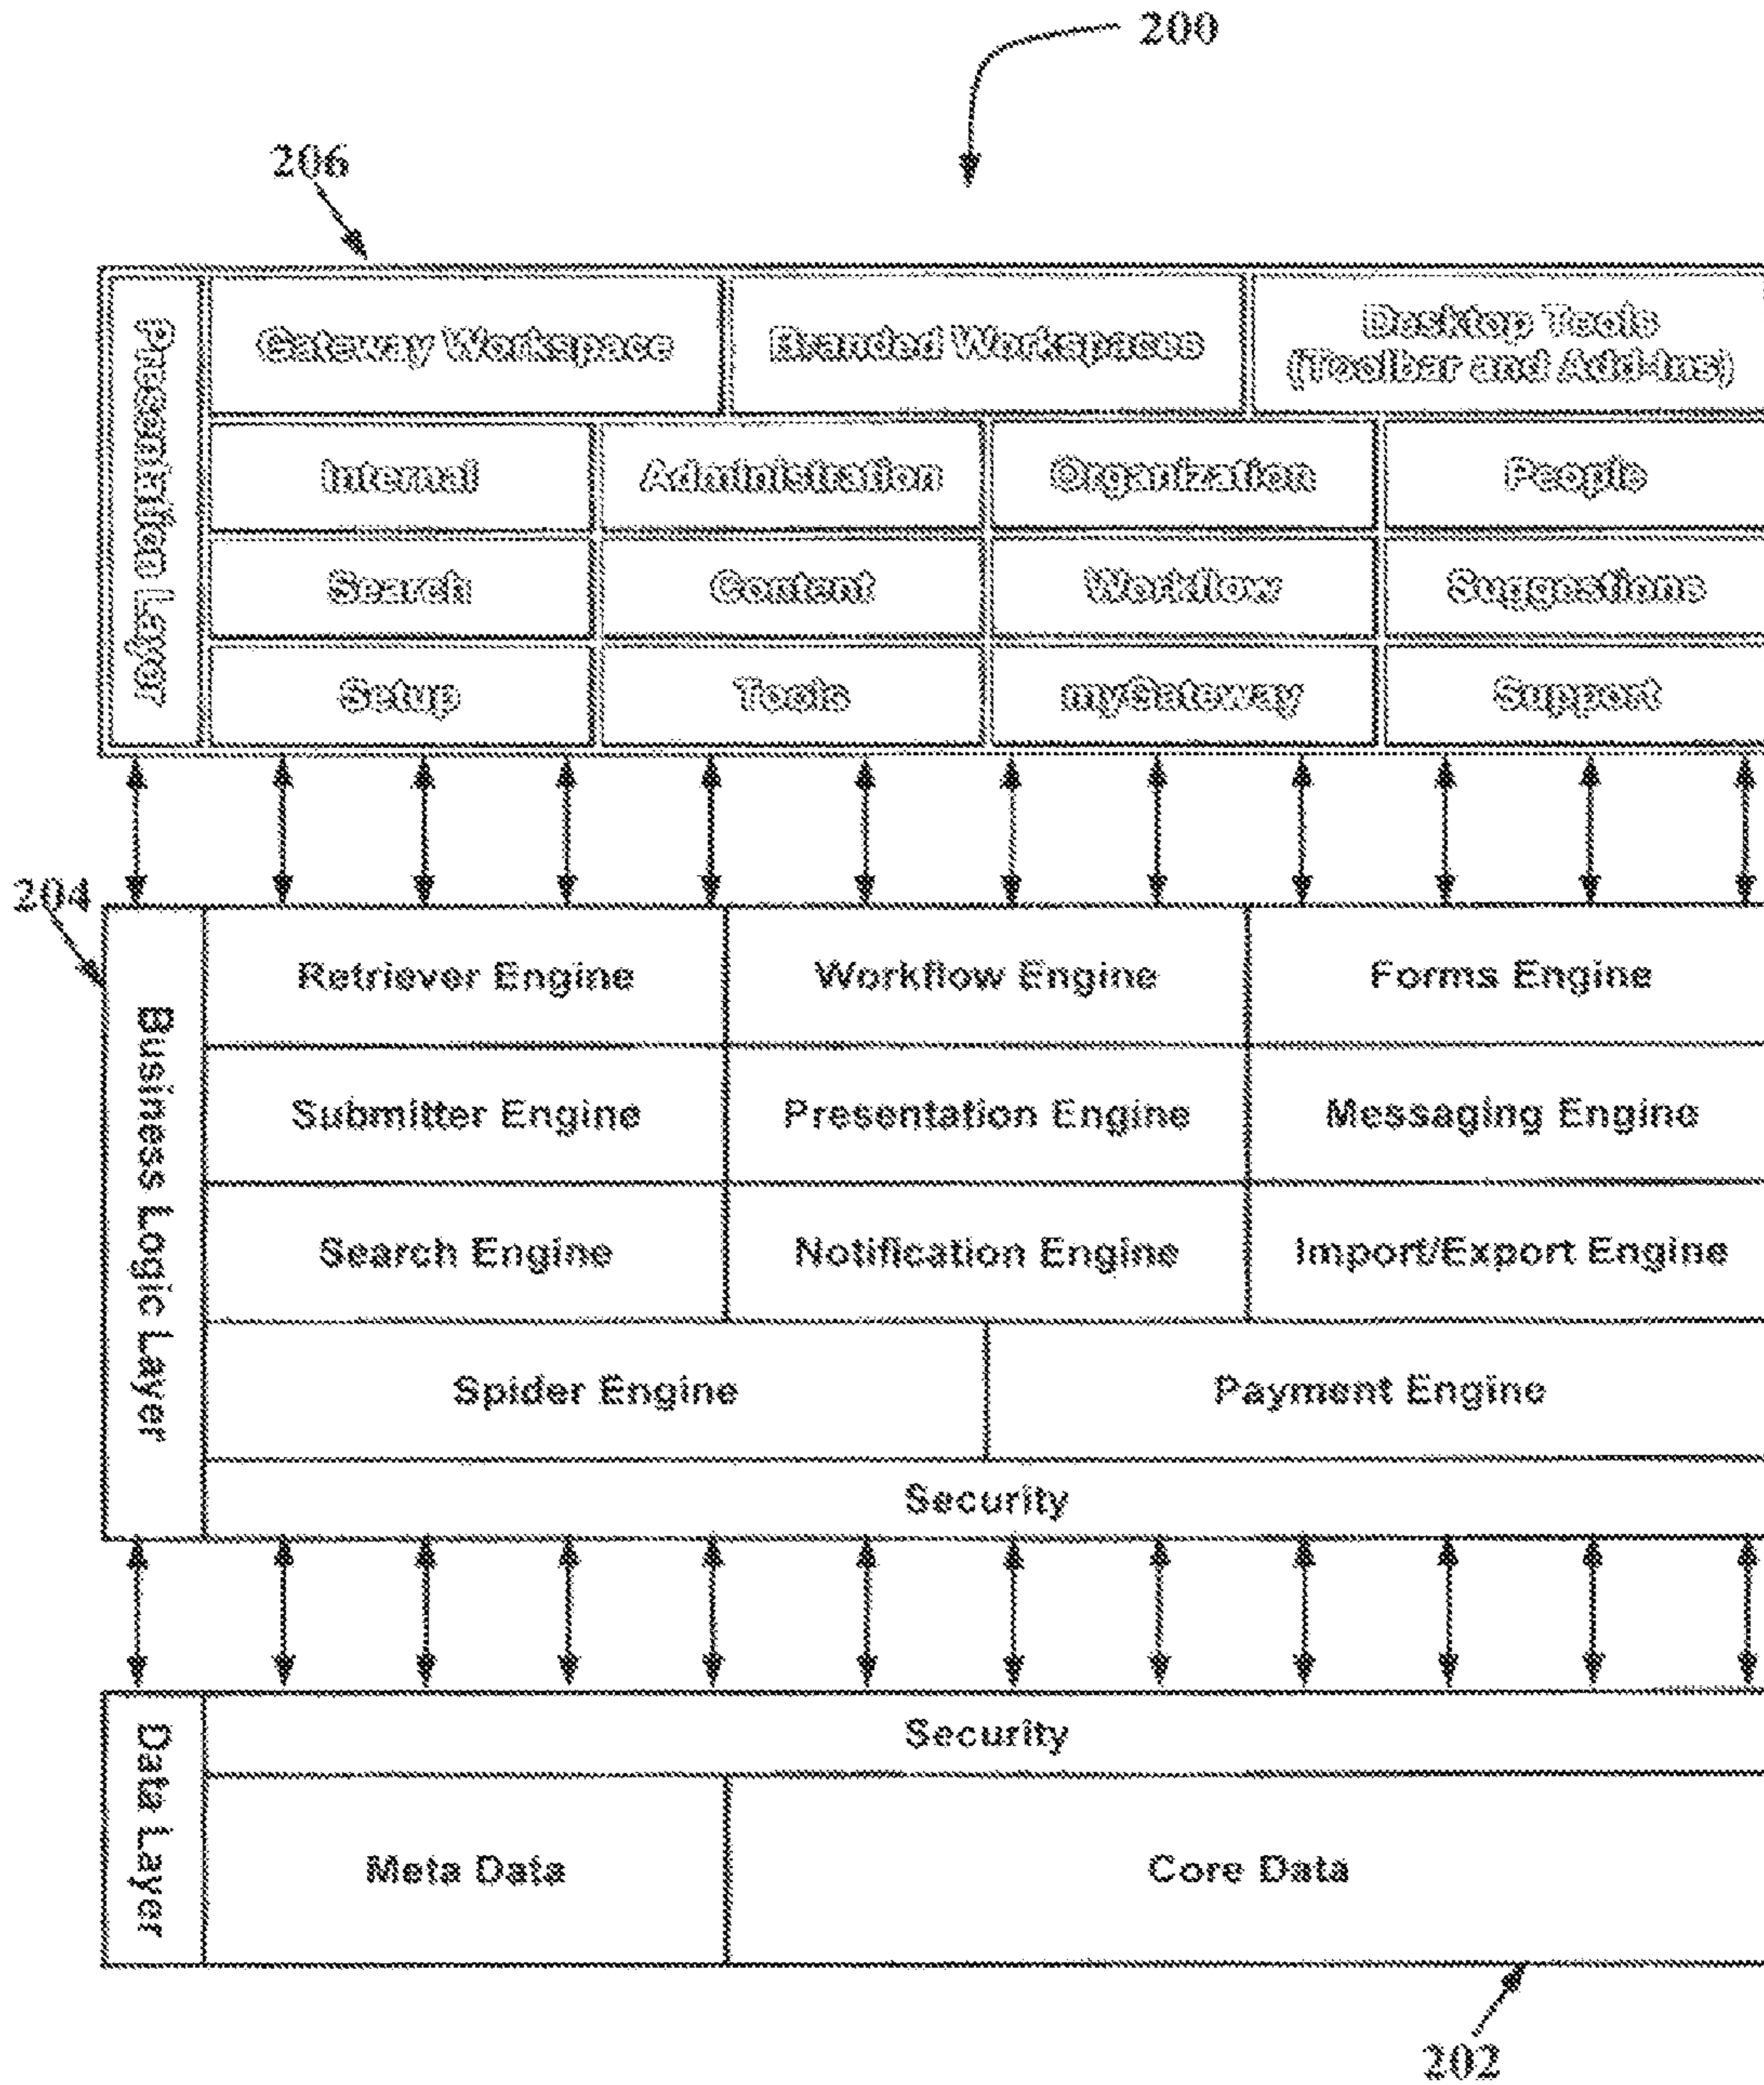 200
206
Presentation Layer
Gateway Workspace
Branded Workspaces
Desktop Tools
(Toolbar and Add-Ins)
Internal
Administration
Organization
People
Search
Content
Workflow
Suggestions
Setup
Tools
myGateway
Support
204
Business Logic Layer
Retriever Engine
Workflow Engine
Forms Engine
Submitter Engine
Presentation Engine
Messaging Engine
Search Engine
Notification Engine
Import/Export Engine
Spider Engine
Payment Engine
Security
Data Layer
Security
Meta Data
Core Data
202